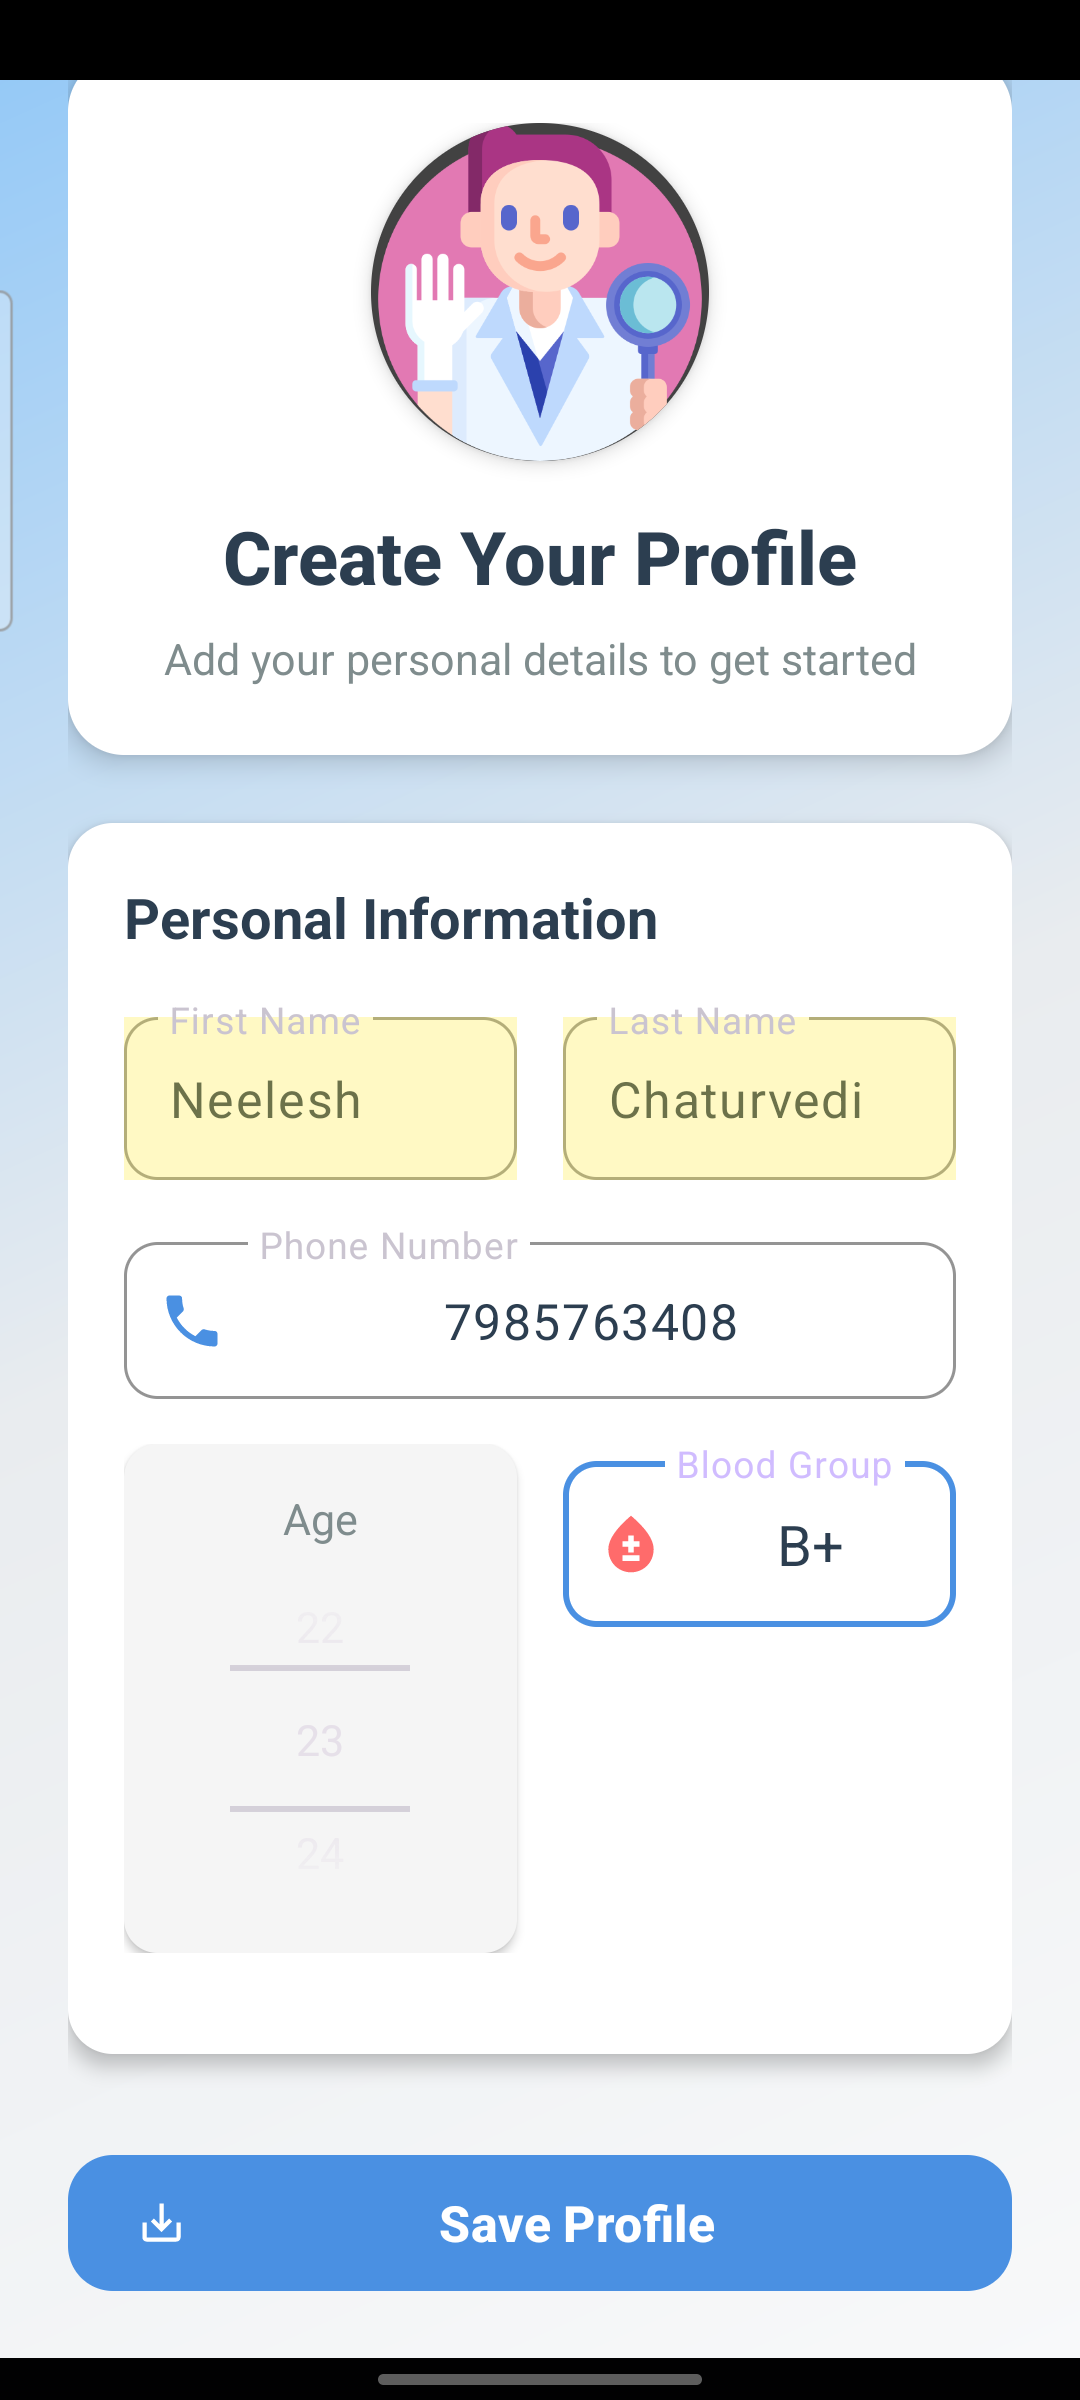 Create Your Profile
Add your personal details to get started
Personal Information
First Name
Neelesh
Last Name
Chaturvedi
Phone Number
7985763408
Age
22
23
24
Blood Group
B+
Save Profile